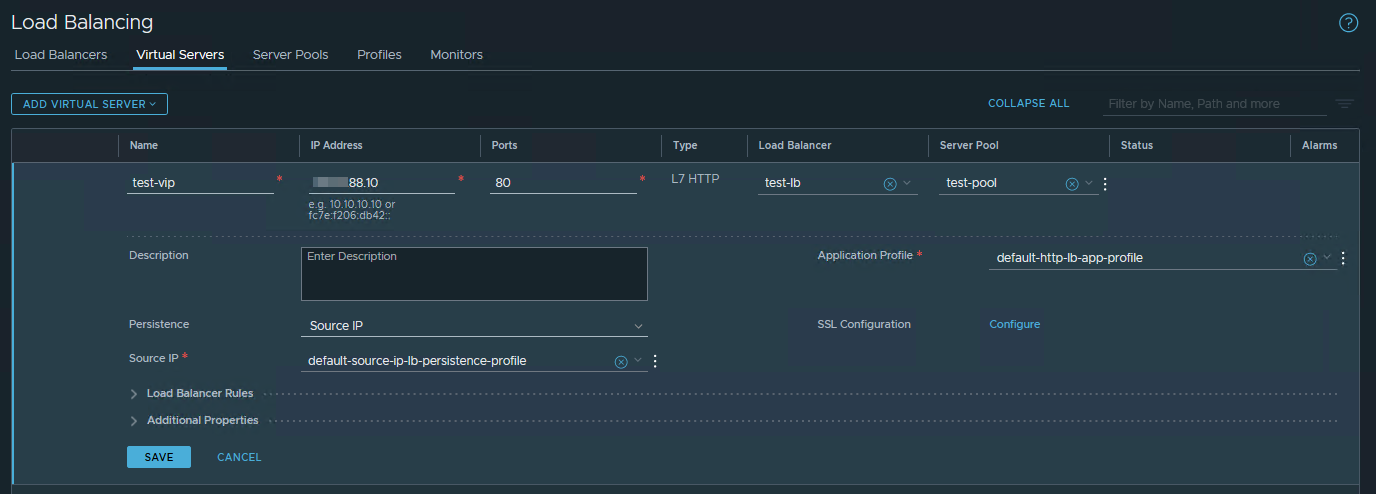 Load Balancing
?
Load Balancers Virtual Servers Server Pools Profiles Monitors
ADD VIRTUAL SERVER COLLAPSE ALL Filter by Name, Path and more
Name IP Address Ports Type Load Balancer Server Pool Status Alarms
test-vip * 88.10 * 80 * L7 HTTP test-lb test-pool
e.g. 10.10.10.10 or
fc7e:f206:db42::
Description Enter Description Application Profile * default-http-lb-app-profile
Persistence Source IP SSL Configuration Configure
Source IP * default-source-ip-lb-persistence-profile
Load Balancer Rules
Additional Properties
SAVE CANCEL